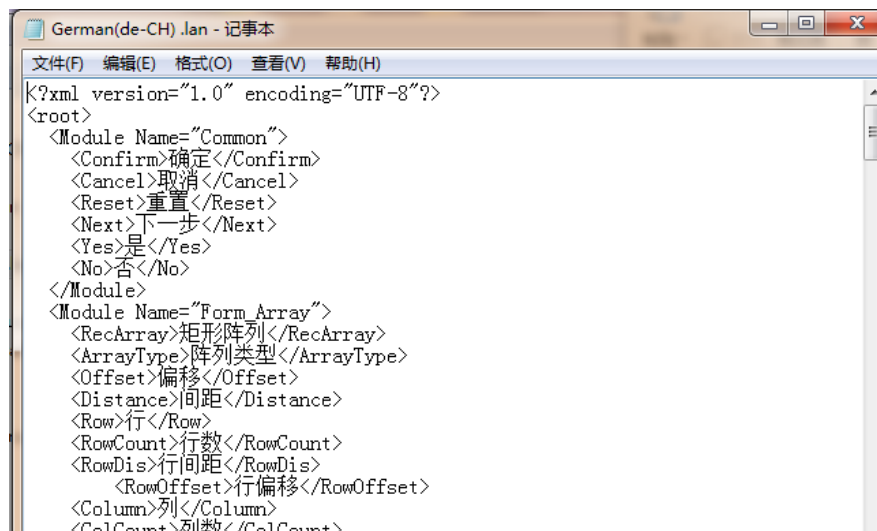 German(de-CH) .lan - 记事本
文件(F) 编辑(E) 格式(O) 查看(V) 帮助(H)
<?xml version="1.0" encoding="UTF-8"?>
<root>
<Module Name="Common">
<Confirm>确定</Confirm>
<Cancel>取消</Cancel>
<Reset>重置</Reset>
<Next>下一步</Next>
<Yes>是</Yes>
<No>否</No>
</Module>
<Module Name="Form_Array">
<RecArray>矩形阵列</RecArray>
<ArrayType>阵列类型</ArrayType>
<Offset>偏移</Offset>
<Distance>间距</Distance>
<Row>行</Row>
<RowCount>行数</RowCount>
<RowDis>行间距</RowDis>
<RowOffset>行偏移</RowOffset>
<Column>列</Column>
<ColCount>列数</ColCount>